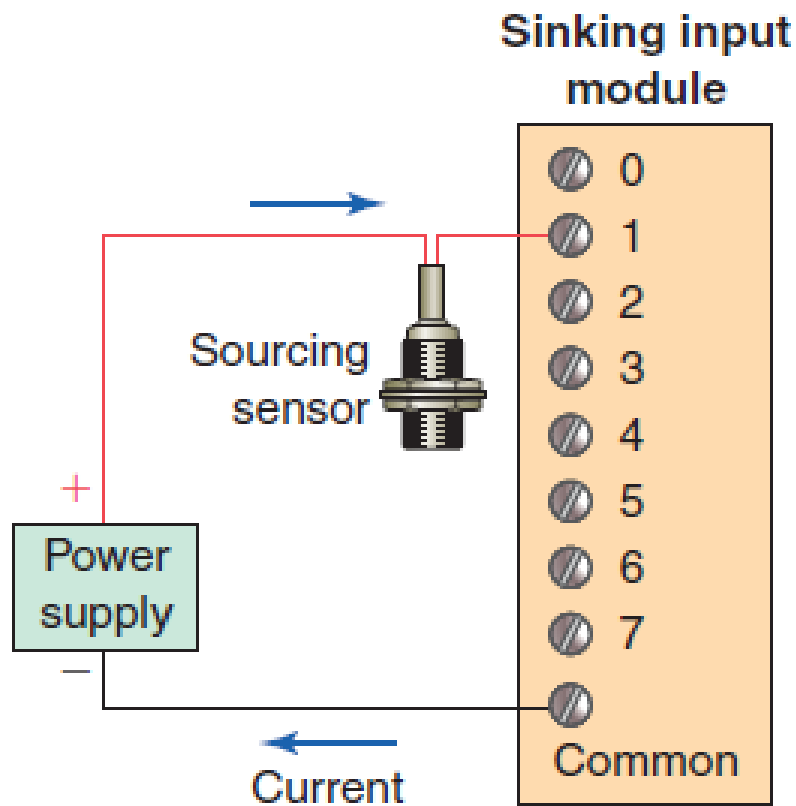 Sinking input
module
0
1
2
3
4
5
6
7
Common
Sourcing
sensor
+
Power
supply
−
Current